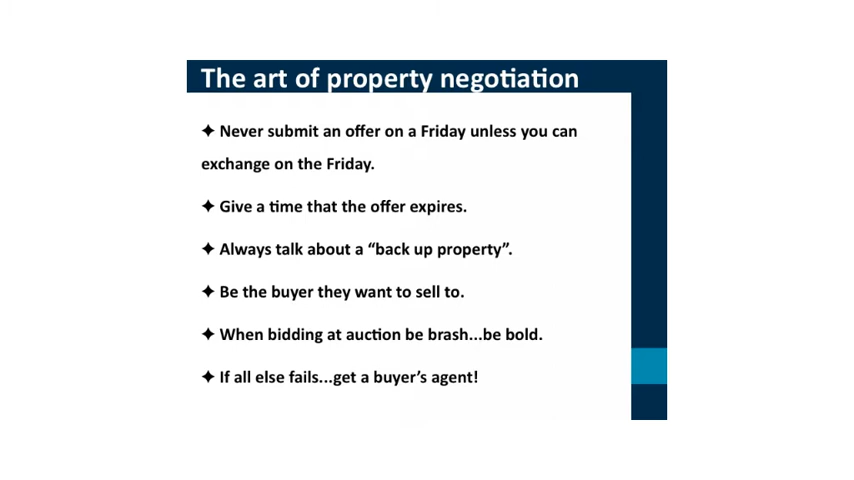 The art of property negotiation
✦ Never submit an offer on a Friday unless you can
exchange on the Friday.
✦ Give a time that the offer expires.
✦ Always talk about a “back up property”.
✦ Be the buyer they want to sell to.
✦ When bidding at auction be brash...be bold.
✦ If all else fails...get a buyer’s agent!